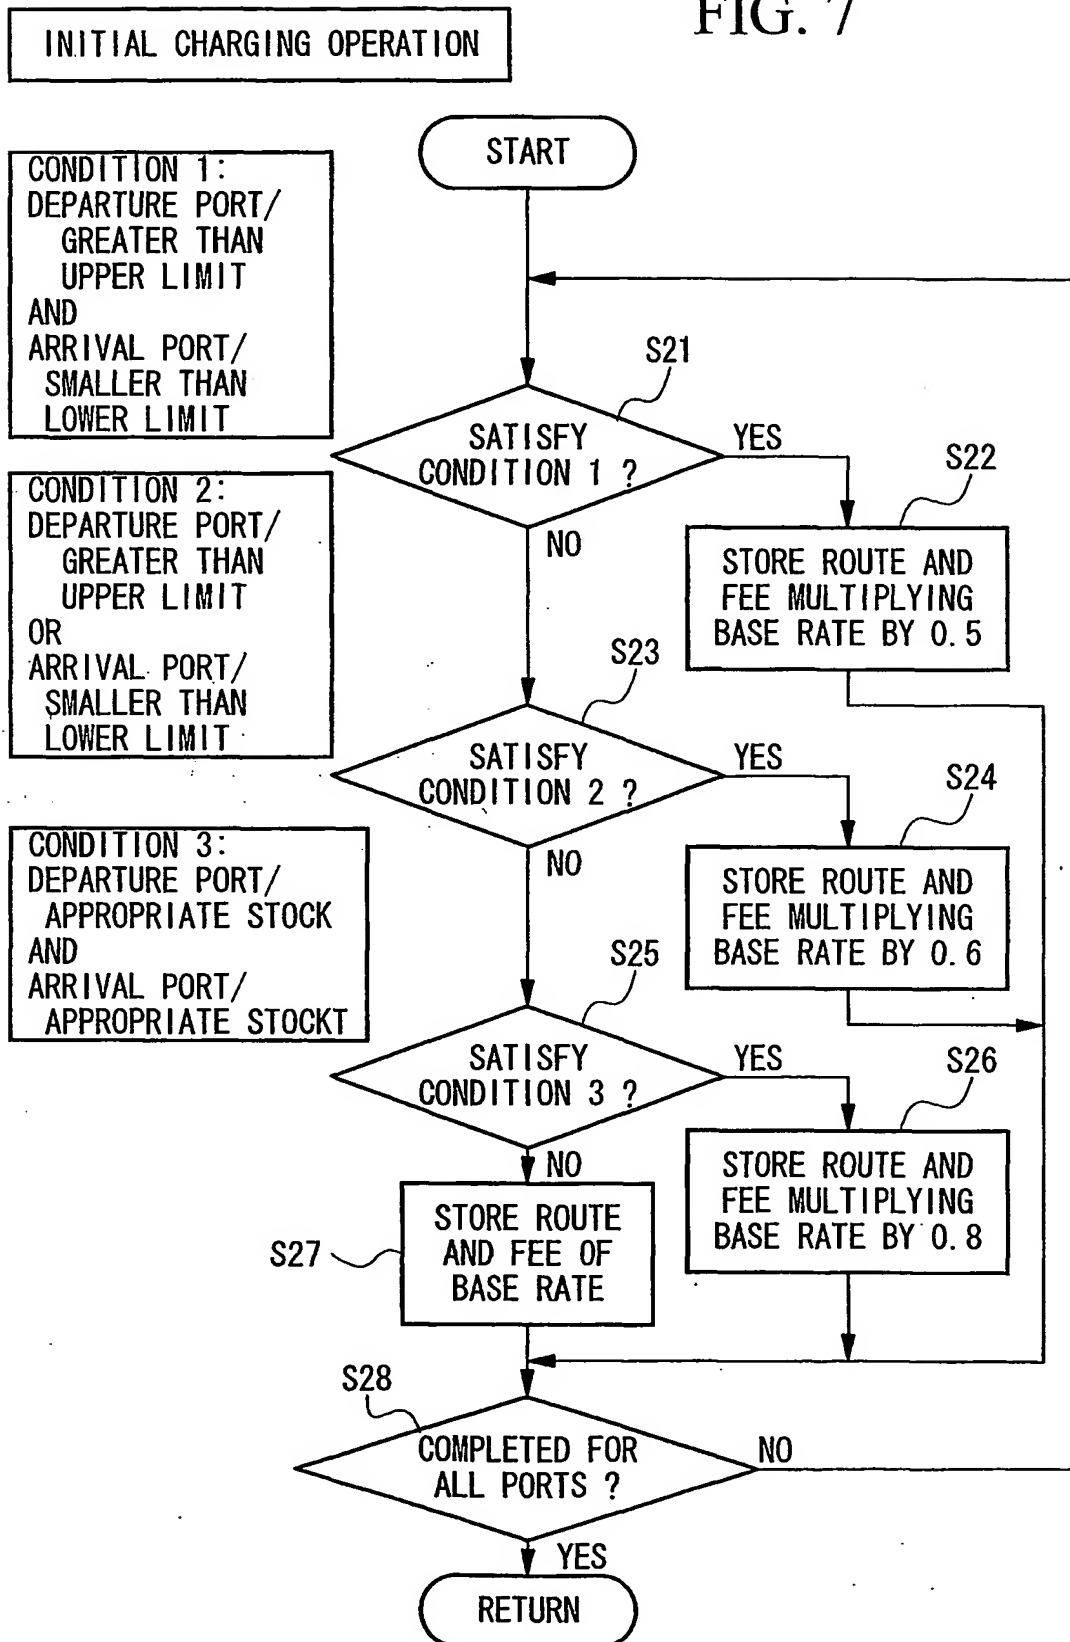 FIG. 7
INITIAL CHARGING OPERATION
START
CONDITION 1:
DEPARTURE PORT/
GREATER THAN
UPPER LIMIT
AND
ARRIVAL PORT/
SMALLER THAN
LOWER LIMIT
S21
SATISFY
CONDITION 1 ?
YES
NO
S22
STORE ROUTE AND
FEE MULTIPLYING
BASE RATE BY 0.5
CONDITION 2:
DEPARTURE PORT/
GREATER THAN
UPPER LIMIT
OR
ARRIVAL PORT/
SMALLER THAN
LOWER LIMIT
S23
SATISFY
CONDITION 2 ?
YES
NO
S24
STORE ROUTE AND
FEE MULTIPLYING
BASE RATE BY 0.6
CONDITION 3:
DEPARTURE PORT/
APPROPRIATE STOCK
AND
ARRIVAL PORT/
APPROPRIATE STOCKT
S25
SATISFY
CONDITION 3 ?
YES
NO
S26
STORE ROUTE AND
FEE MULTIPLYING
BASE RATE BY 0.8
S27
STORE ROUTE
AND FEE OF
BASE RATE
S28
COMPLETED FOR
ALL PORTS ?
NO
YES
RETURN